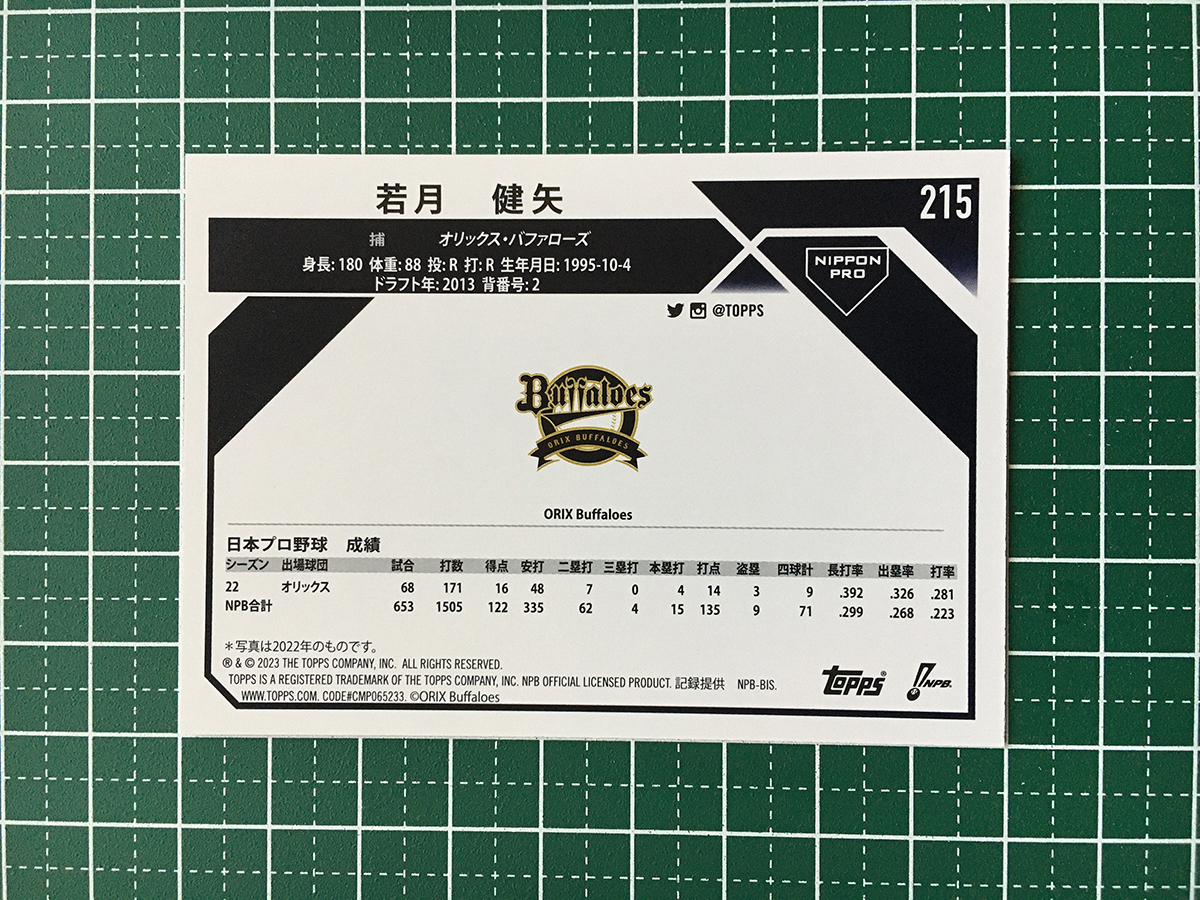 若月 健矢
215
捕 オリックス・バファローズ
身長: 180 体重: 88 投: R 打: R 生年月日: 1995-10-4
ドラフト年: 2013 背番号: 2
NIPPON
PRO
@TOPPS
Buffaloes
ORIX BUFFALOES
ORIX Buffaloes
日本プロ野球 成績
シーズン 出場球団 試合 打数 得点 安打 二塁打 三塁打 本塁打 打点 盗塁 四球計 長打率 出塁率 打率
22 オリックス 68 171 16 48 7 0 4 14 3 9 .392 .326 .281
NPB合計 653 1505 122 335 62 4 15 135 9 71 .299 .268 .223
＊写真は2022年のものです。
® & © 2023 THE TOPPS COMPANY, INC. ALL RIGHTS RESERVED.
TOPPS IS A REGISTERED TRADEMARK OF THE TOPPS COMPANY, INC. NPB OFFICIAL LICENSED PRODUCT. 記録提供 NPB-BIS.
WWW.TOPPS.COM. CODE#CMP065233. ©ORIX Buffaloes
topps®
NPB